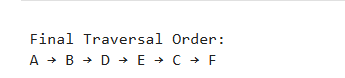 Final Traversal Order:
A → B → D → E → C → F